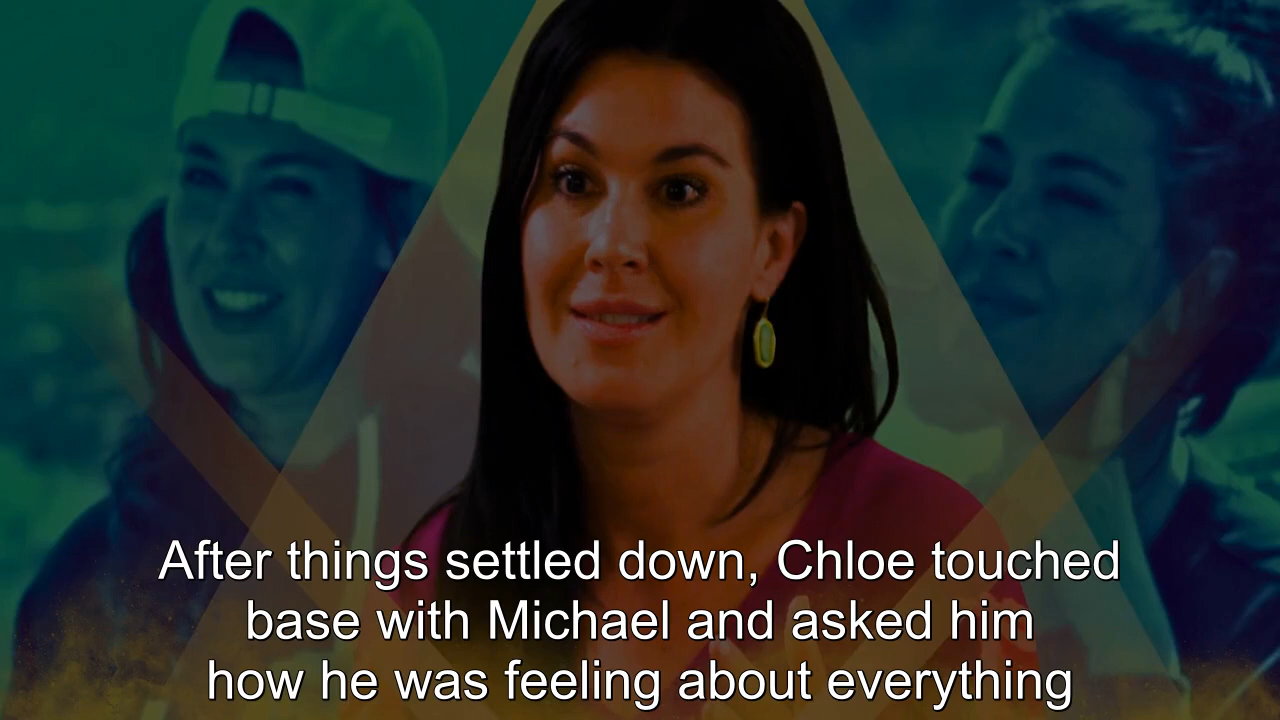 After things settled down, Chloe touched
base with Michael and asked him
how he was feeling about everything